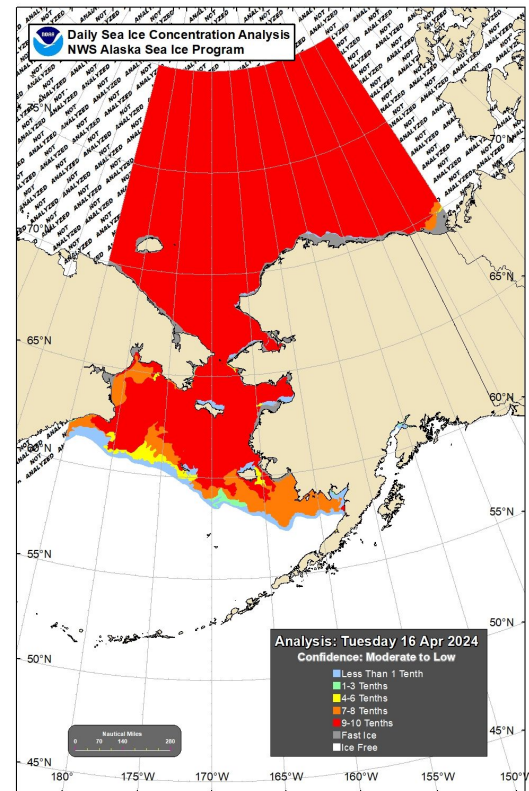 NOAA
Daily Sea Ice Concentration Analysis
NWS Alaska Sea Ice Program
NOT ANALYZED
75°N
70°N
70°N
65°N
65°N
60°N
60°N
55°N
55°N
50°N
50°N
45°N
45°N
Analysis: Tuesday 16 Apr 2024
Confidence: Moderate to Low
Less Than 1 Tenth
1-3 Tenths
4-6 Tenths
7-8 Tenths
9-10 Tenths
Fast Ice
Ice Free
Nautical Miles
0 70 140 280
180° 175°W 170°W 165°W 160°W 155°W 150°W